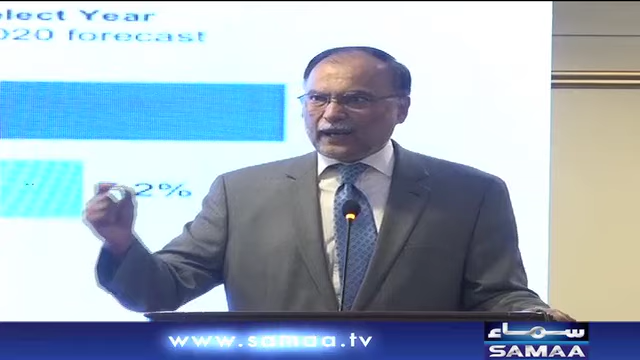 elect Year
020 forecast
2%
www.samaa.tv
سماء
SAMAA